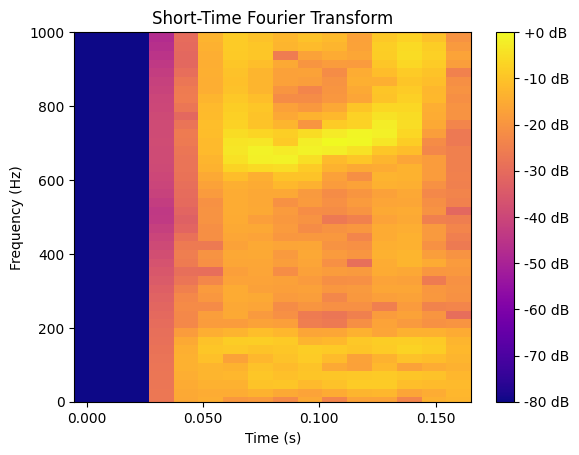 Short-Time Fourier Transform
1000
800
600
400
200
0
Frequency (Hz)
0.000
0.050
0.100
0.150
Time (s)
+0 dB
-10 dB
-20 dB
-30 dB
-40 dB
-50 dB
-60 dB
-70 dB
-80 dB